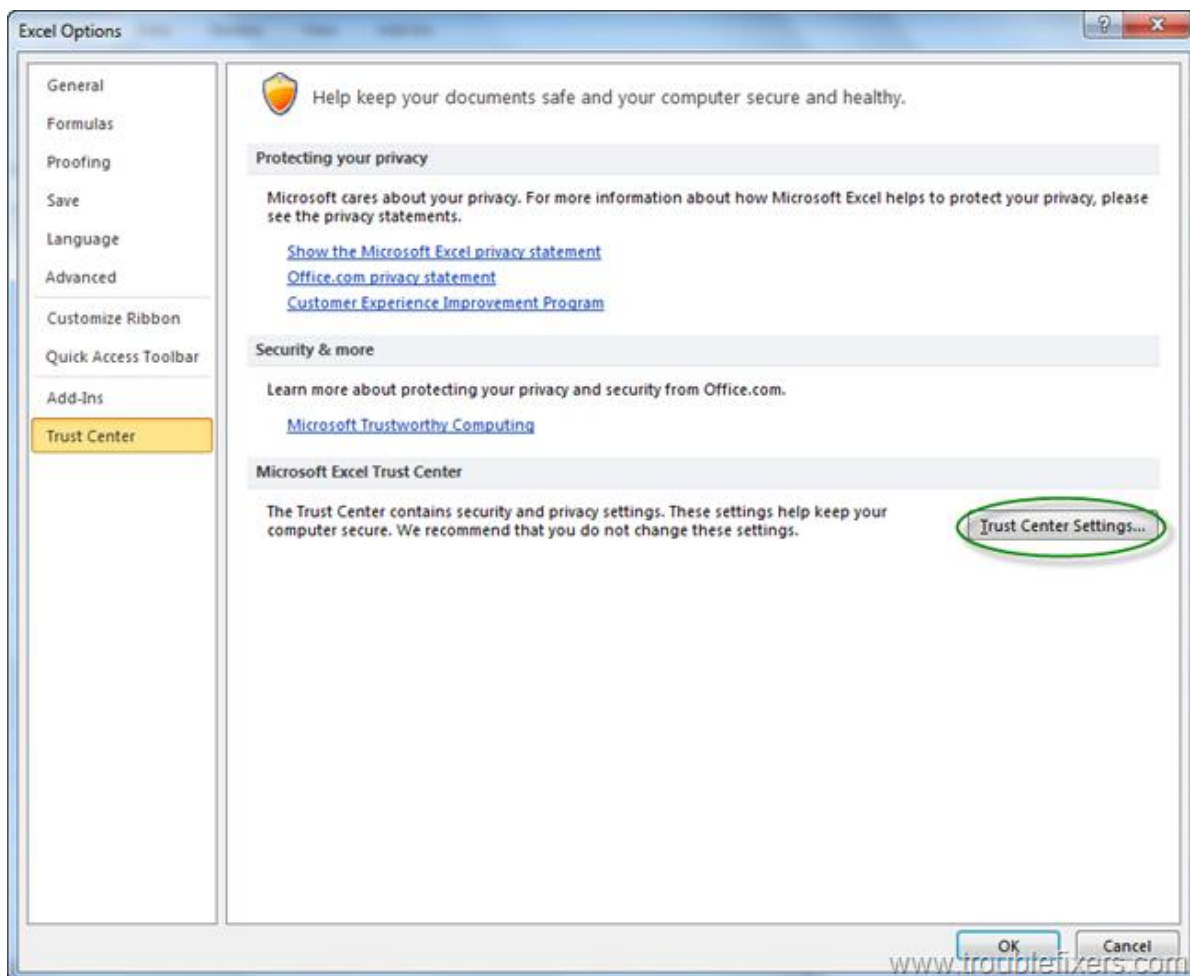 Excel Options
General
Formulas
Proofing
Save
Language
Advanced
Customize Ribbon
Quick Access Toolbar
Add-Ins
Trust Center
Help keep your documents safe and your computer secure and healthy.
Protecting your privacy
Microsoft cares about your privacy. For more information about how Microsoft Excel helps to protect your privacy, please
see the privacy statements.
Show the Microsoft Excel privacy statement
Office.com privacy statement
Customer Experience Improvement Program
Security & more
Learn more about protecting your privacy and security from Office.com.
Microsoft Trustworthy Computing
Microsoft Excel Trust Center
The Trust Center contains security and privacy settings. These settings help keep your
computer secure. We recommend that you do not change these settings.
Trust Center Settings...
OK
Cancel
www.troublefixers.com